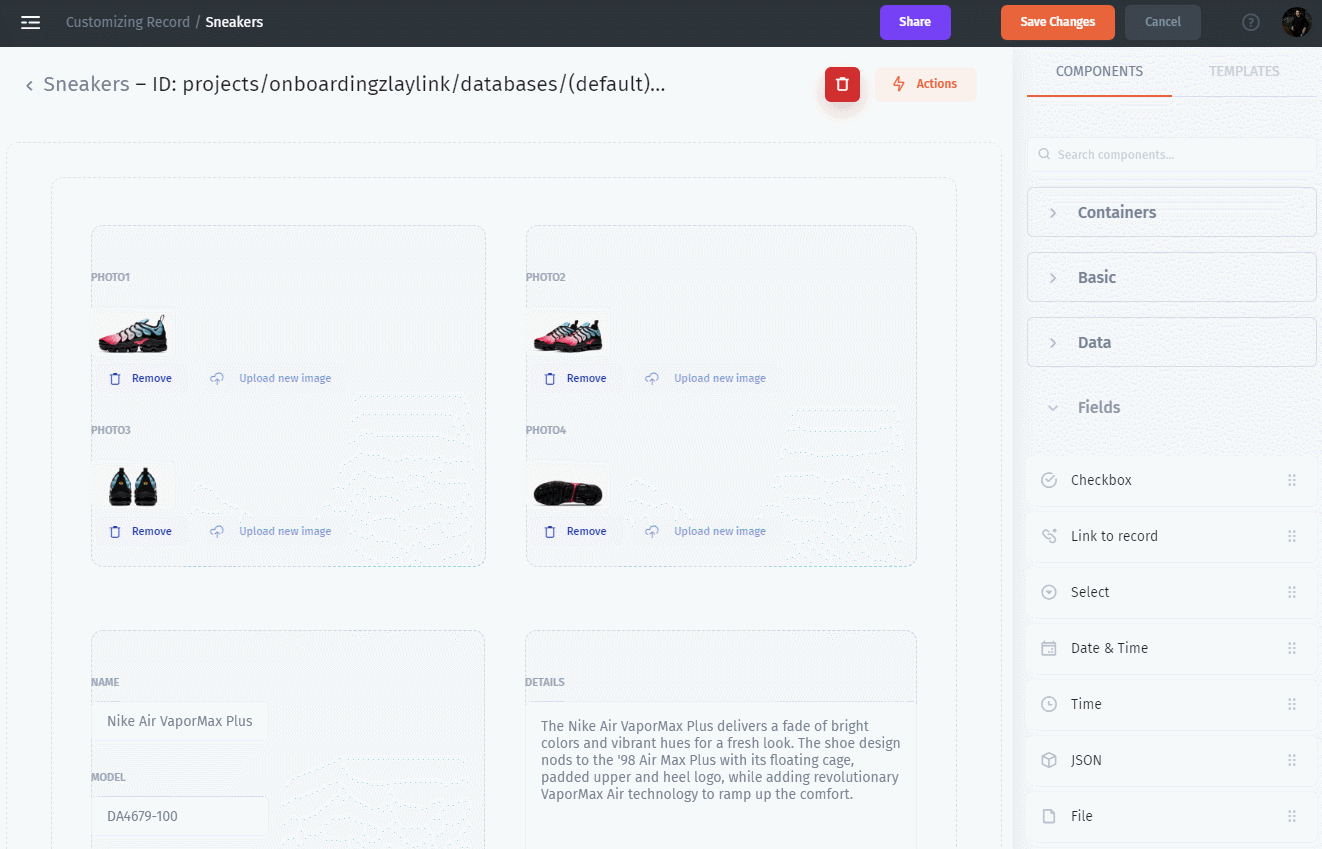 Customizing Record / Sneakers
Share
Save Changes
Cancel
?
‹ Sneakers – ID: projects/onboardingzlaylink/databases/(default)...
Actions
COMPONENTS
TEMPLATES
Search components...
Containers
Basic
Data
Fields
Checkbox
Link to record
Select
Date & Time
Time
JSON
File
PHOTO1
Remove
Upload new image
PHOTO2
Remove
Upload new image
PHOTO3
Remove
Upload new image
PHOTO4
Remove
Upload new image
NAME
Nike Air VaporMax Plus
MODEL
DA4679-100
DETAILS
The Nike Air VaporMax Plus delivers a fade of bright
colors and vibrant hues for a fresh look. The shoe design
nods to the '98 Air Max Plus with its floating cage,
padded upper and heel logo, while adding revolutionary
VaporMax Air technology to ramp up the comfort.